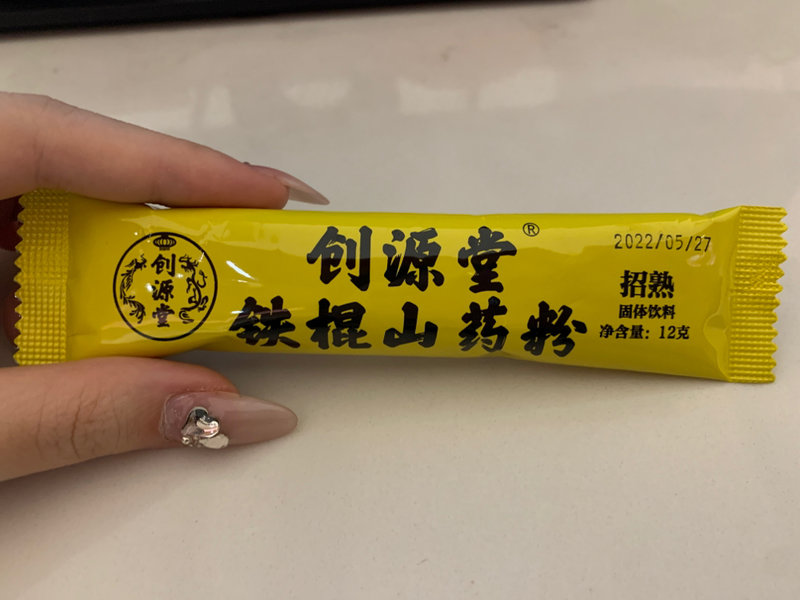 创源堂
创源堂®
铁棍山药粉
2022/05/27
招熟
固体饮料
净含量：12克